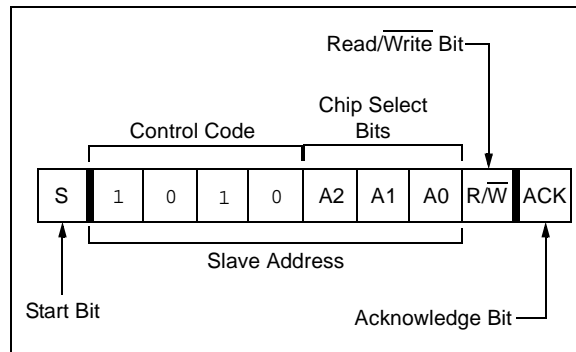 Read/Write Bit
Chip Select
Bits
Control Code
S 1 0 1 0 A2 A1 A0 R/W ACK
Slave Address
Start Bit
Acknowledge Bit